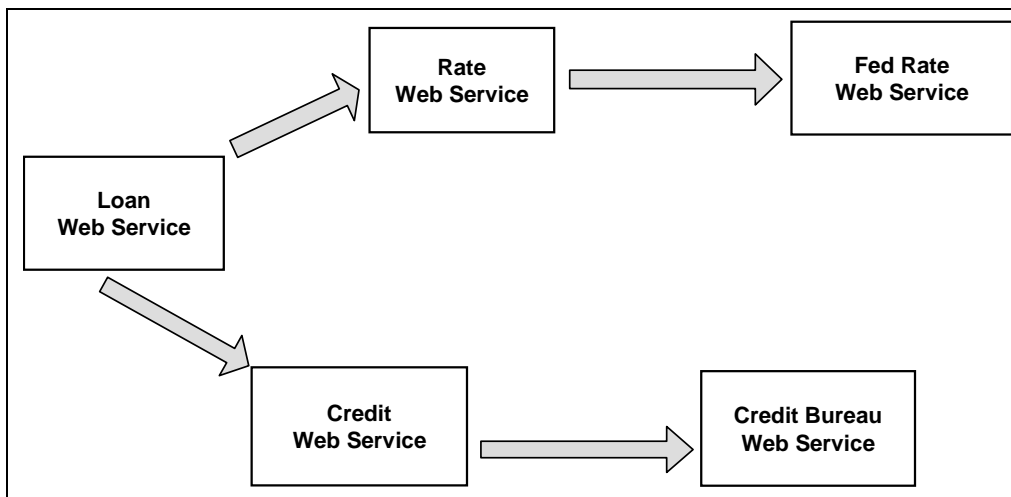 Rate
Web Service
Fed Rate
Web Service
Loan
Web Service
Credit
Web Service
Credit Bureau
Web Service